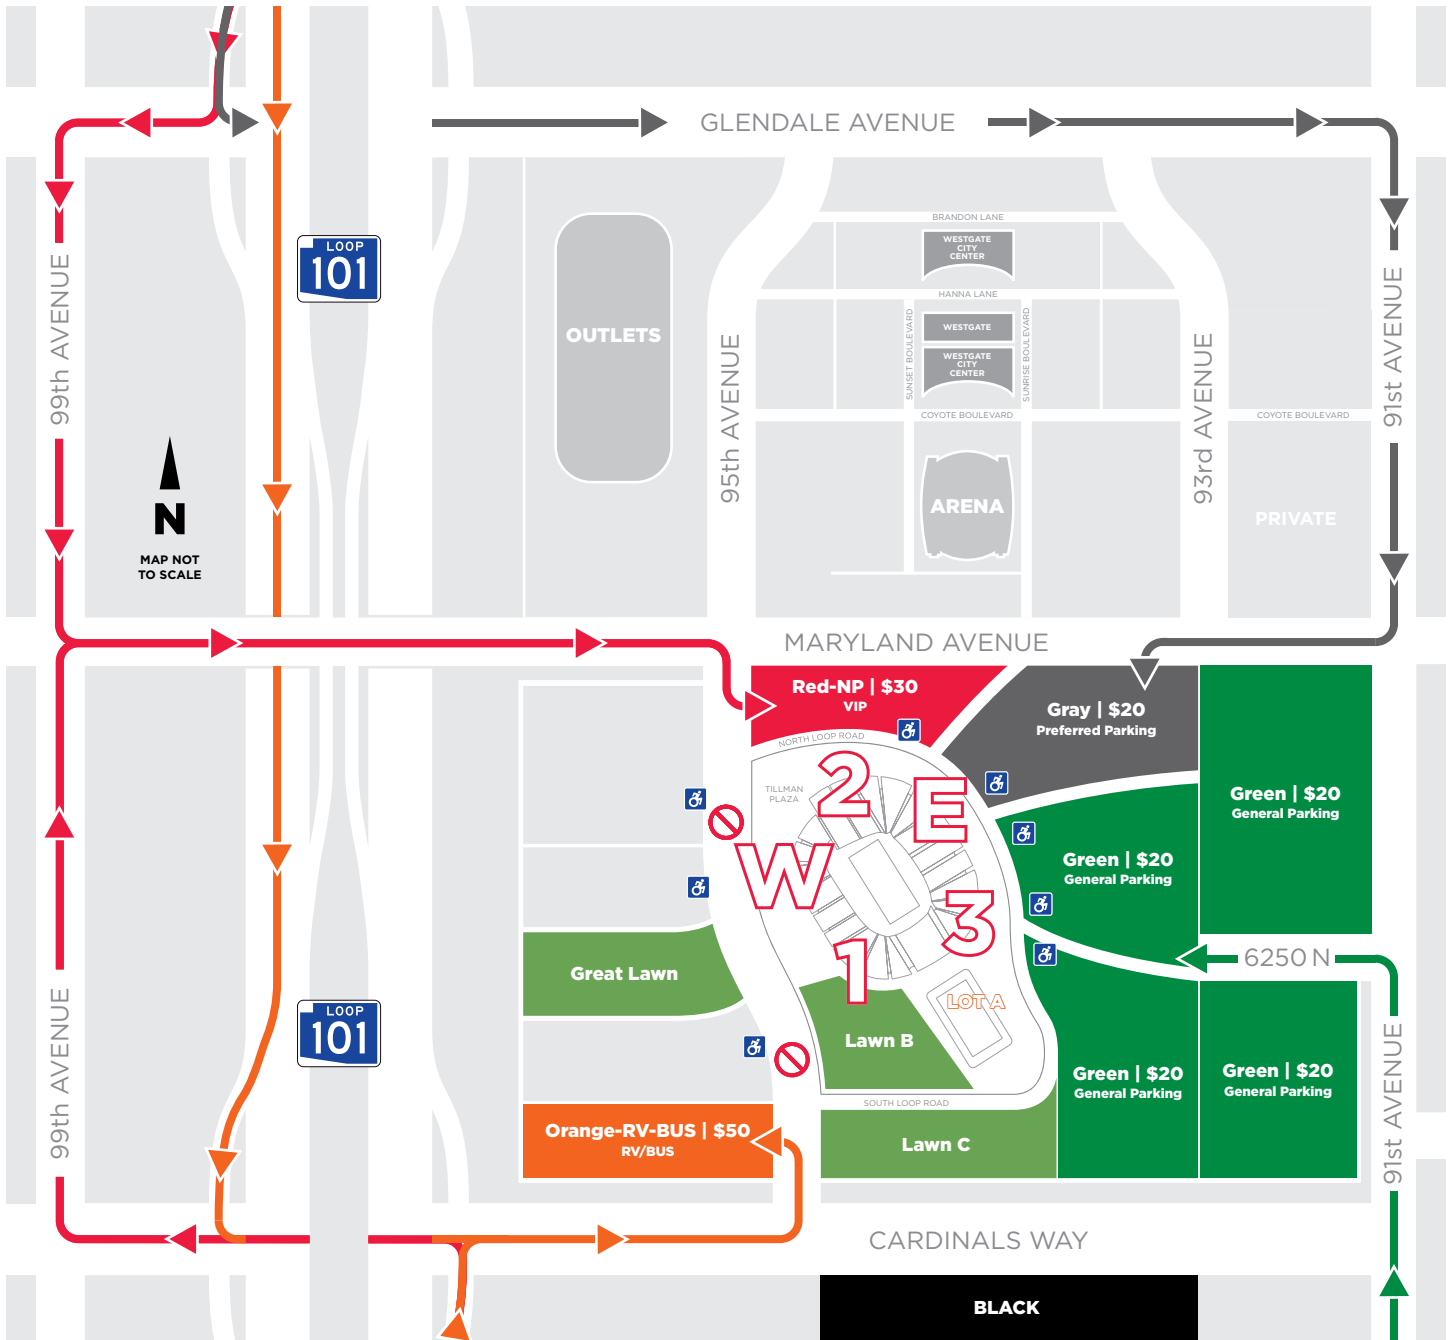 GLENDALE AVENUE
BRANDON LANE
WESTGATE
CITY
CENTER
LOOP
101
HANNA LANE
99th AVENUE
OUTLETS
95th AVENUE
SUNSET BOULEVARD
WESTGATE
WESTGATE
CITY
CENTER
SUNRISE BOULEVARD
93rd AVENUE
91st AVENUE
COYOTE BOULEVARD
COYOTE BOULEVARD
N
MAP NOT
TO SCALE
ARENA
PRIVATE
MARYLAND AVENUE
Red-NP | $30
VIP
Gray | $20
Preferred Parking
NORTH LOOP ROAD
TILLMAN
PLAZA
2
E
W
3
1
Green | $20
General Parking
Green | $20
General Parking
6250 N
Great Lawn
LOT A
Lawn B
LOOP
101
99th AVENUE
Green | $20
General Parking
Green | $20
General Parking
91st AVENUE
SOUTH LOOP ROAD
Orange-RV-BUS | $50
RV/BUS
Lawn C
CARDINALS WAY
BLACK